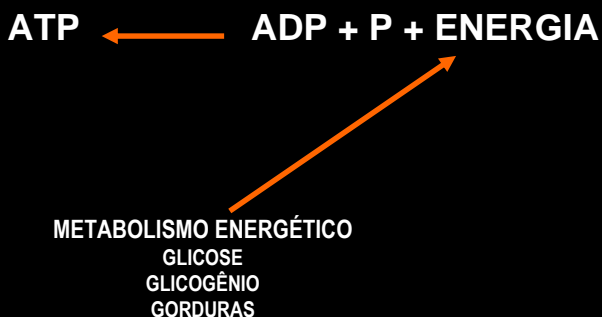 ATP ADP + P + ENERGIA
METABOLISMO ENERGÉTICO
GLICOSE
GLICOGÊNIO
GORDURAS